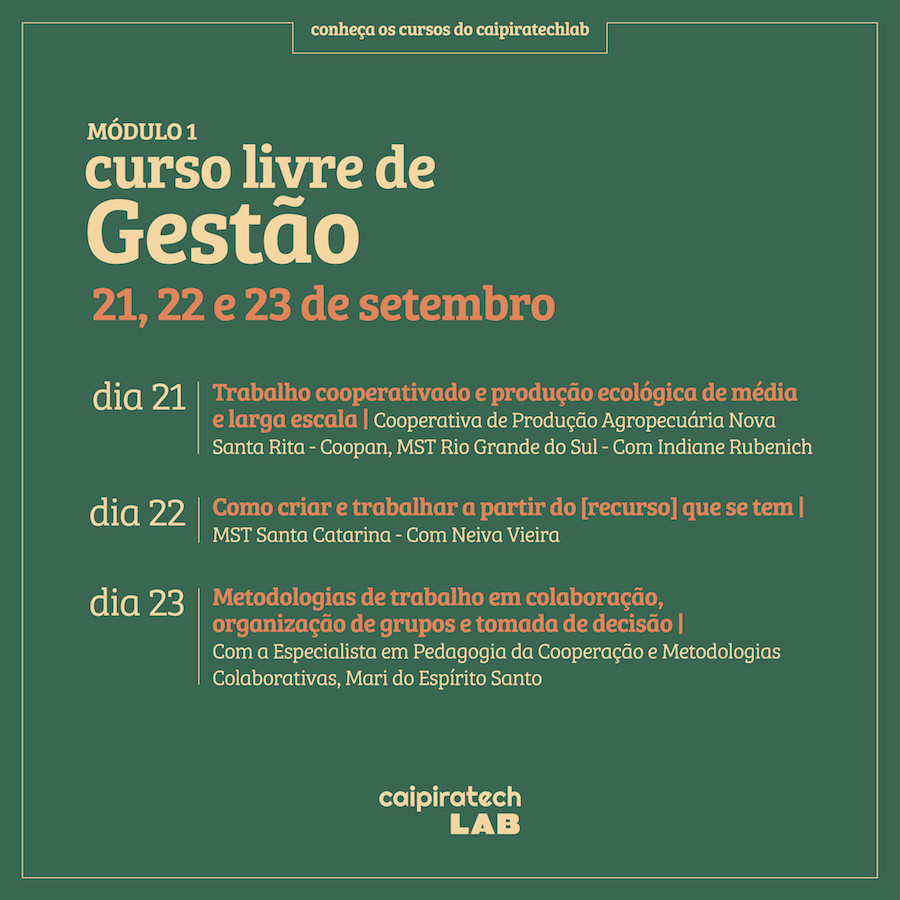 conheça os cursos do caipiratechlab
MÓDULO 1
curso livre de
Gestão
21, 22 e 23 de setembro
dia 21
Trabalho cooperativado e produção ecológica de média
e larga escala | Cooperativa de Produção Agropecuária Nova
Santa Rita - Coopan, MST Rio Grande do Sul - Com Indiane Rubenich
dia 22
Como criar e trabalhar a partir do [recurso] que se tem |
MST Santa Catarina - Com Neiva Vieira
dia 23
Metodologias de trabalho em colaboração,
organização de grupos e tomada de decisão |
Com a Especialista em Pedagogia da Cooperação e Metodologias
Colaborativas, Mari do Espírito Santo
caipiratech
LAB